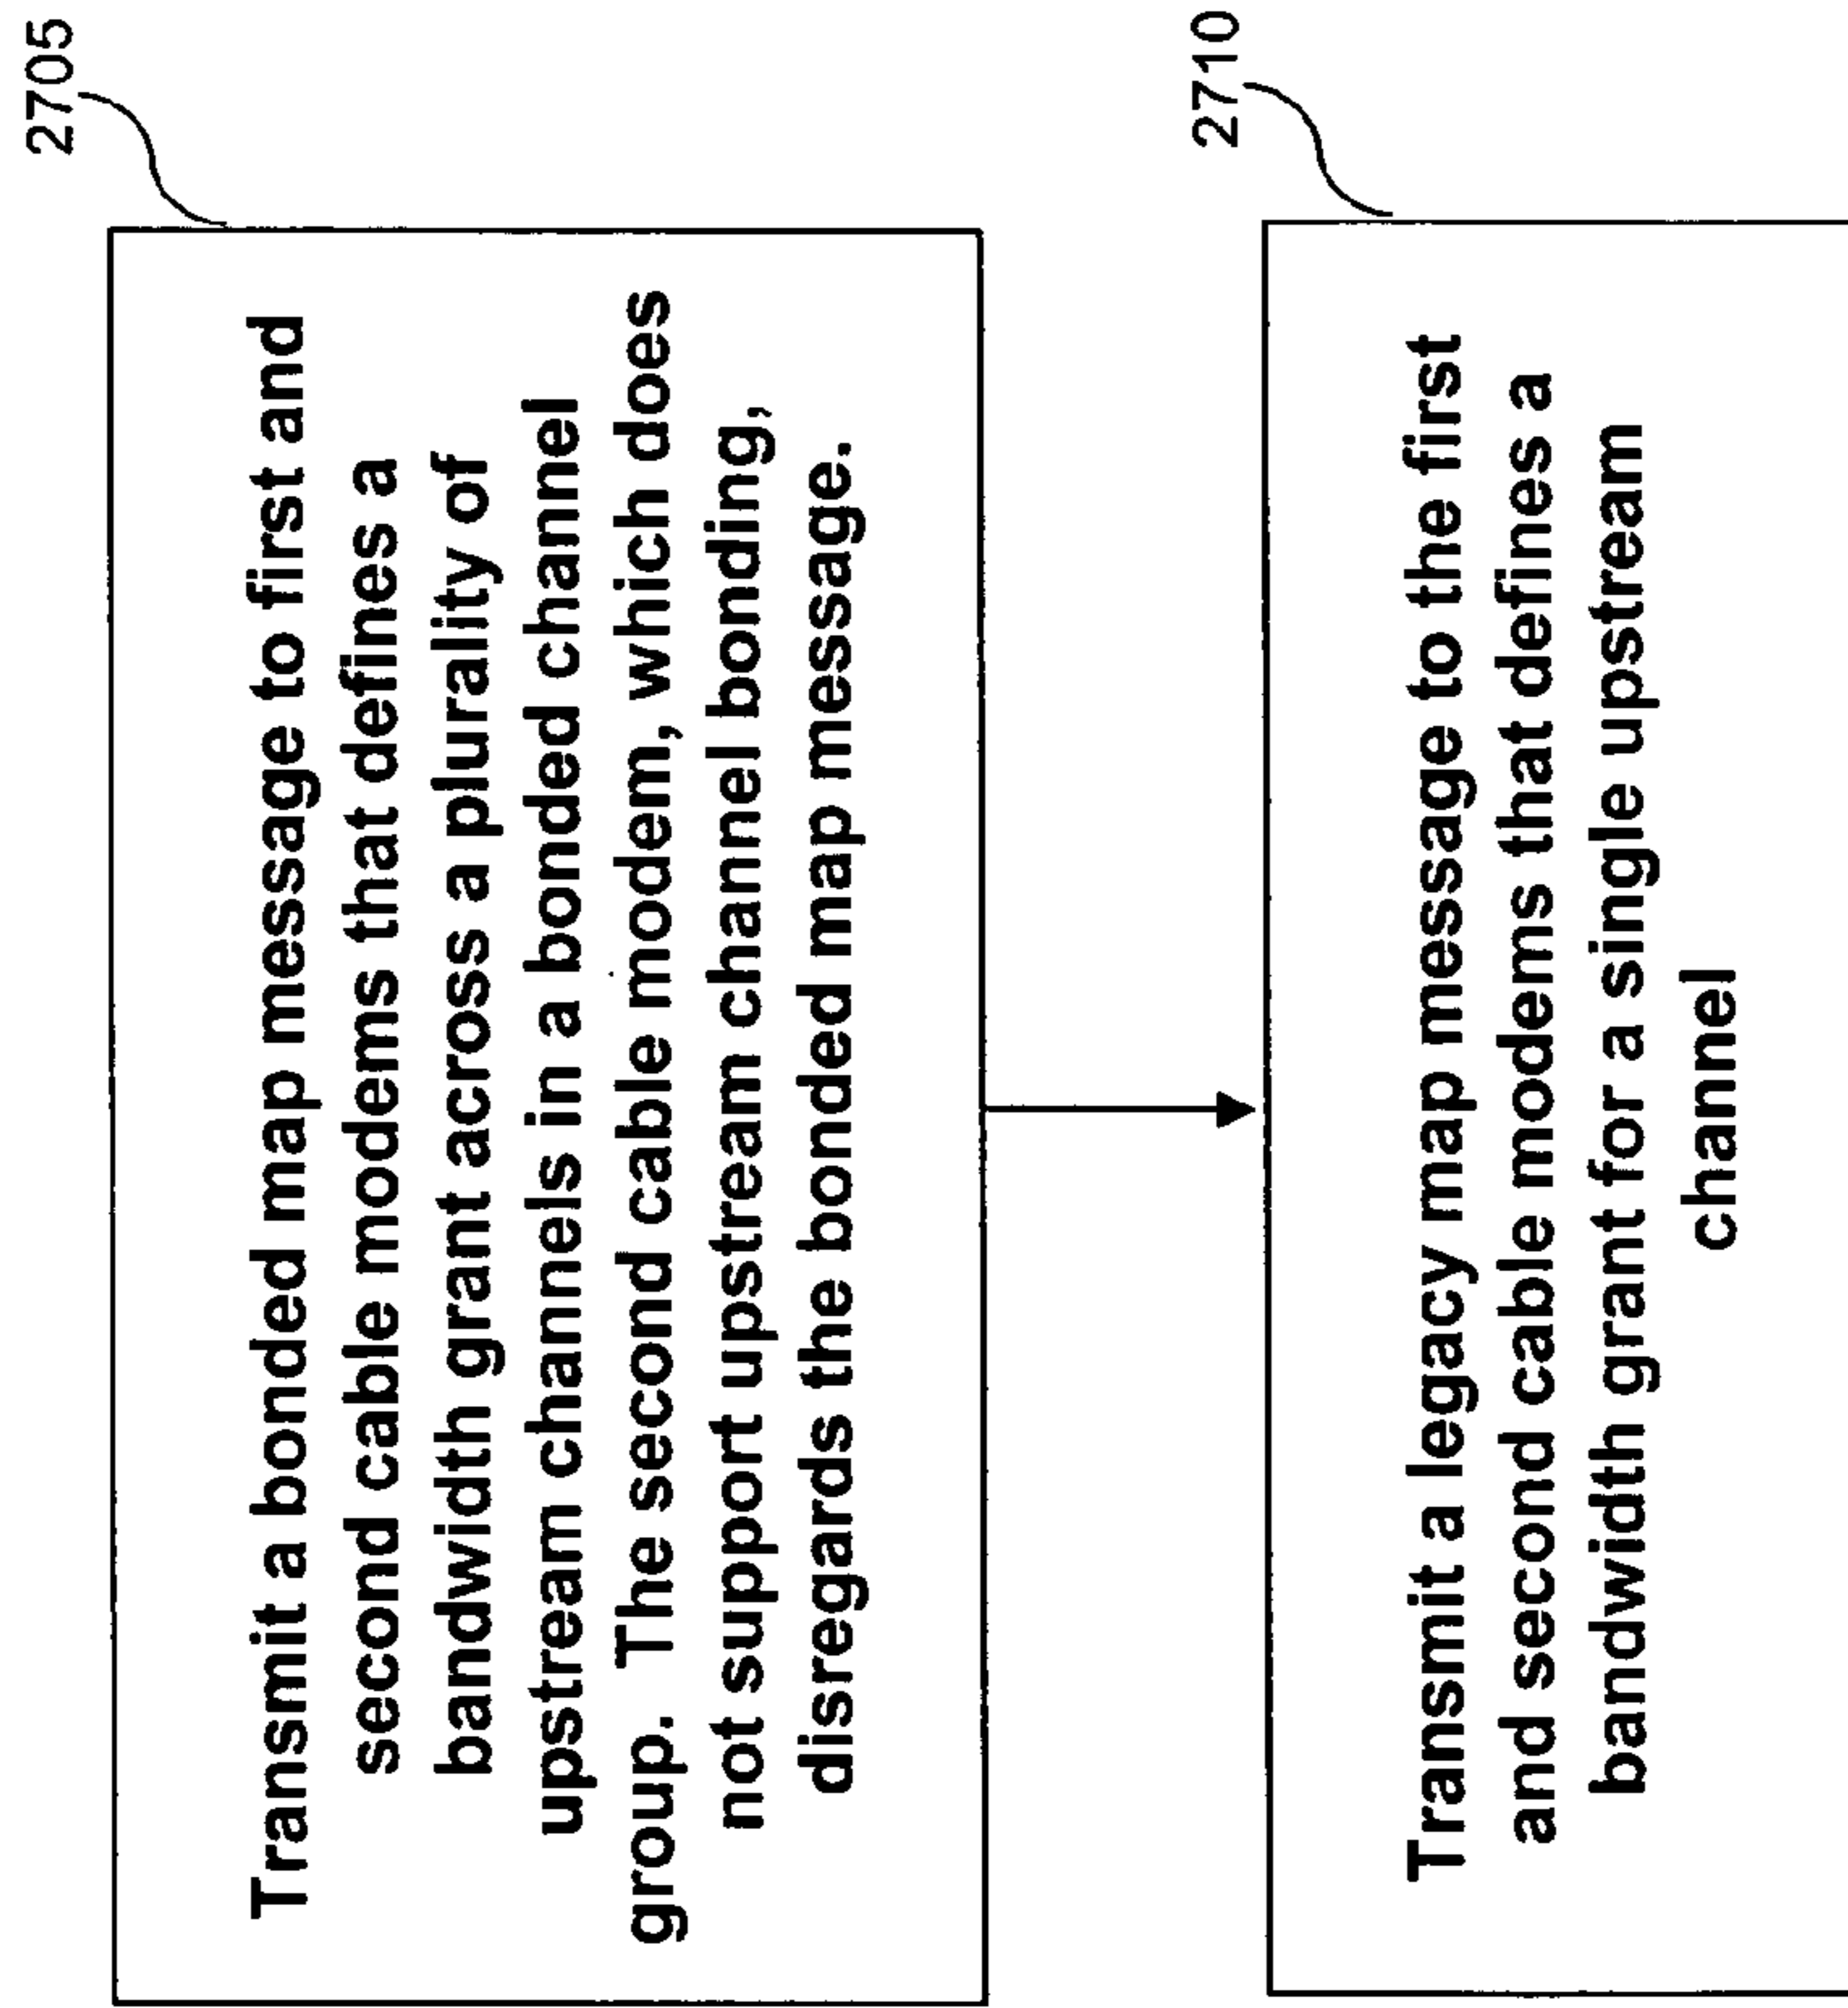 2705
Transmit a bonded map message to first and
second cable modems that defines a
bandwidth grant across a plurality of
upstream channels in a bonded channel
group. The second cable modem, which does
not support upstream channel bonding,
disregards the bonded map message.
2710
Transmit a legacy map message to the first
and second cable modems that defines a
bandwidth grant for a single upstream
channel